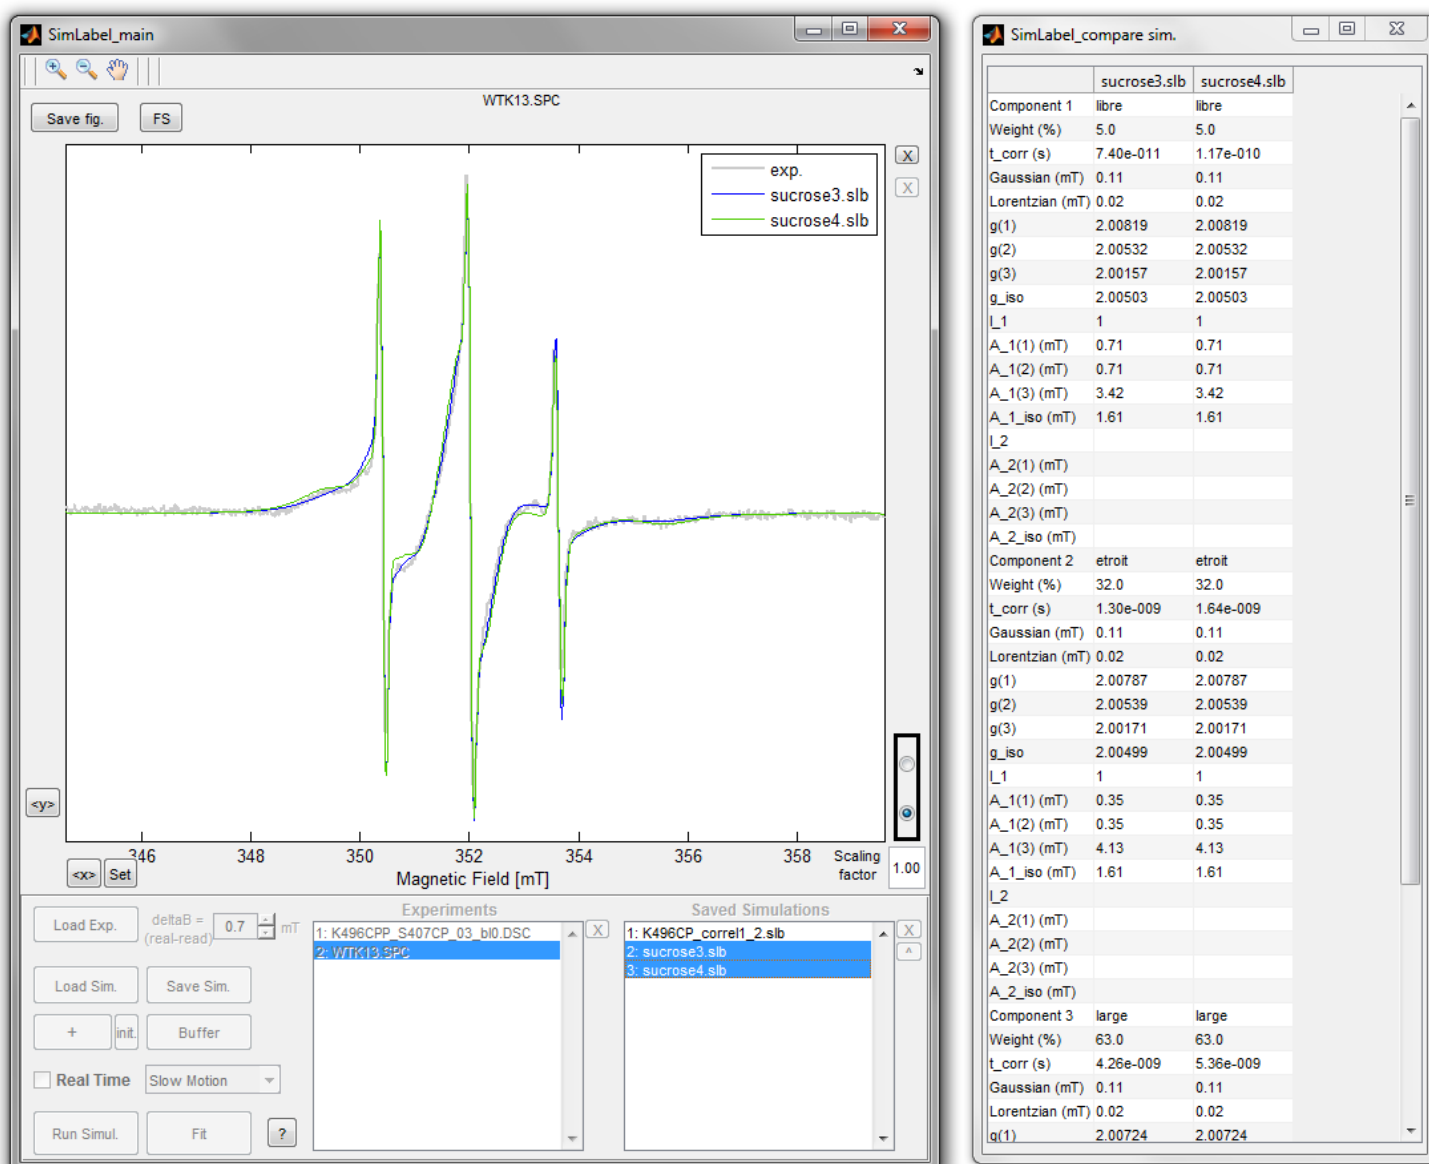 SimLabel_main
WTK13.SPC
Save fig.
FS
X
X
exp.
sucrose3.slb
sucrose4.slb
<y>
346 348 350 352 354 356 358
<x>
Set
Magnetic Field [mT]
Scaling
factor
1.00
Load Exp.
deltaB =
(real-read)
0.7
mT
Load Sim.
Save Sim.
+
init.
Buffer
Real Time
Slow Motion
Run Simul.
Fit
?
Experiments
1: K496CPP_S407CP_03_bl0.DSC
2: WTK13.SPC
X
Saved Simulations
1: K496CP_correl1_2.slb
2: sucrose3.slb
3: sucrose4.slb
X
^
SimLabel_compare sim.
sucrose3.slb sucrose4.slb
Component 1 libre libre
Weight (%) 5.0 5.0
t_corr (s) 7.40e-011 1.17e-010
Gaussian (mT) 0.11 0.11
Lorentzian (mT) 0.02 0.02
g(1) 2.00819 2.00819
g(2) 2.00532 2.00532
g(3) 2.00157 2.00157
g_iso 2.00503 2.00503
I_1 1 1
A_1(1) (mT) 0.71 0.71
A_1(2) (mT) 0.71 0.71
A_1(3) (mT) 3.42 3.42
A_1_iso (mT) 1.61 1.61
I_2
A_2(1) (mT)
A_2(2) (mT)
A_2(3) (mT)
A_2_iso (mT)
Component 2 etroit etroit
Weight (%) 32.0 32.0
t_corr (s) 1.30e-009 1.64e-009
Gaussian (mT) 0.11 0.11
Lorentzian (mT) 0.02 0.02
g(1) 2.00787 2.00787
g(2) 2.00539 2.00539
g(3) 2.00171 2.00171
g_iso 2.00499 2.00499
I_1 1 1
A_1(1) (mT) 0.35 0.35
A_1(2) (mT) 0.35 0.35
A_1(3) (mT) 4.13 4.13
A_1_iso (mT) 1.61 1.61
I_2
A_2(1) (mT)
A_2(2) (mT)
A_2(3) (mT)
A_2_iso (mT)
Component 3 large large
Weight (%) 63.0 63.0
t_corr (s) 4.26e-009 5.36e-009
Gaussian (mT) 0.11 0.11
Lorentzian (mT) 0.02 0.02
g(1) 2.00724 2.00724